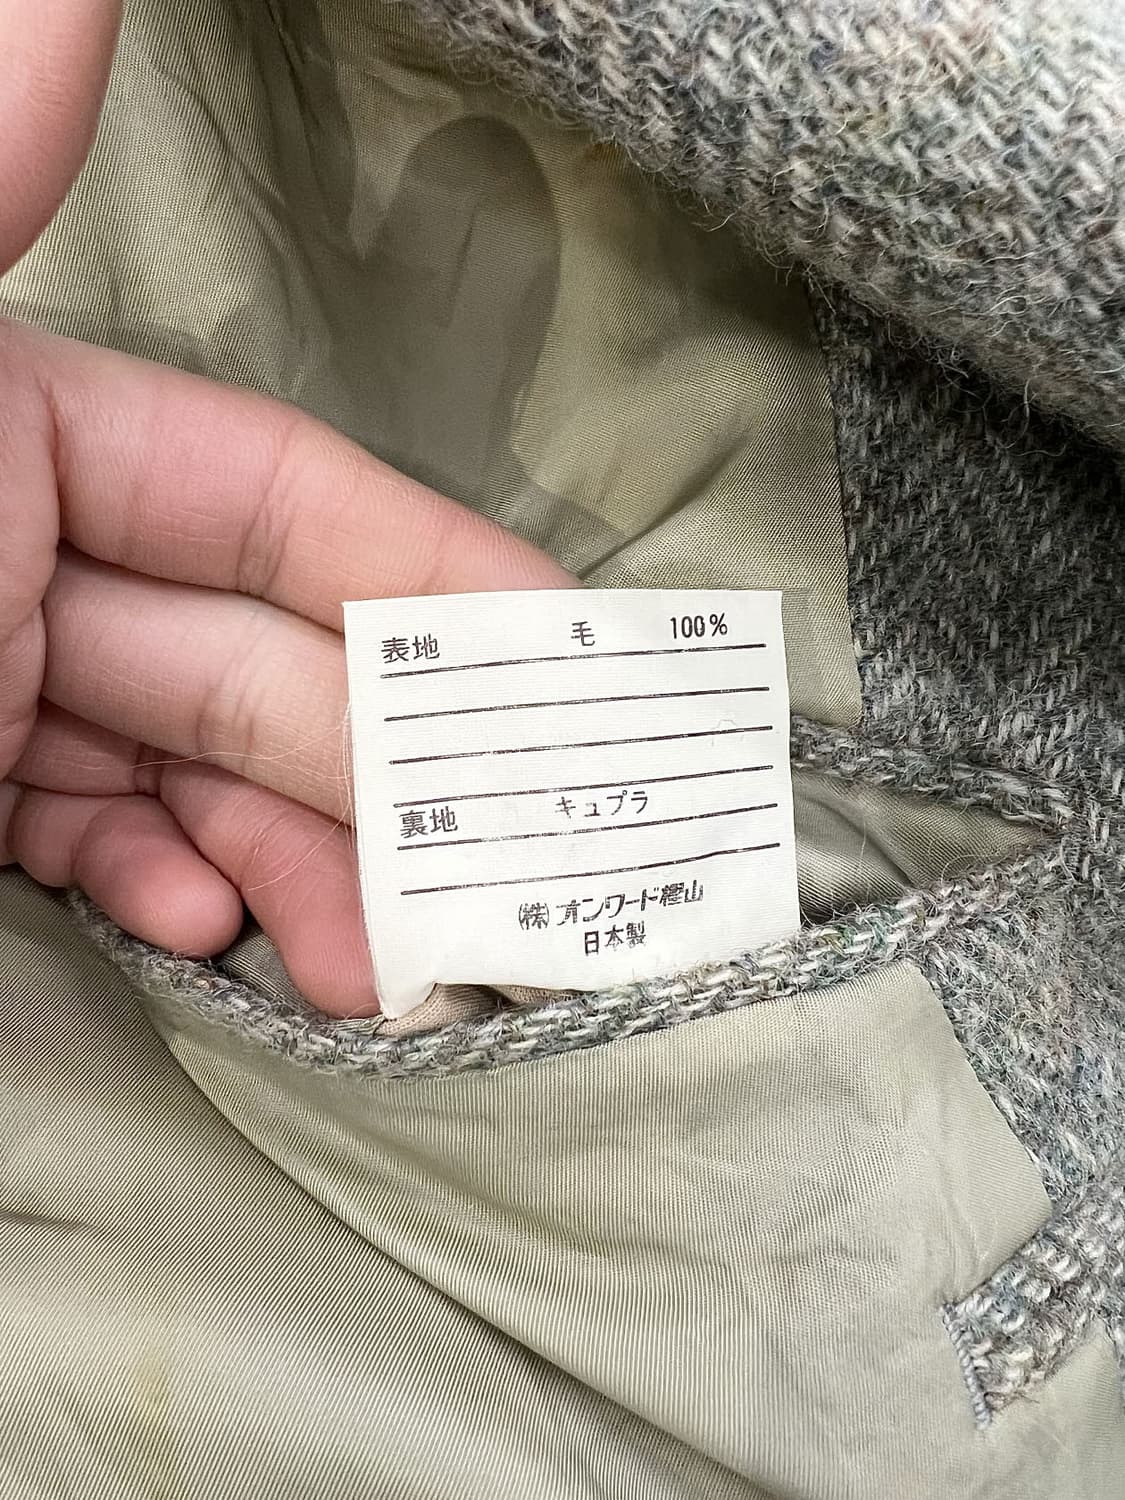 表地 毛 100%
裏地 キュプラ
(株) オンワード樫山
日本製